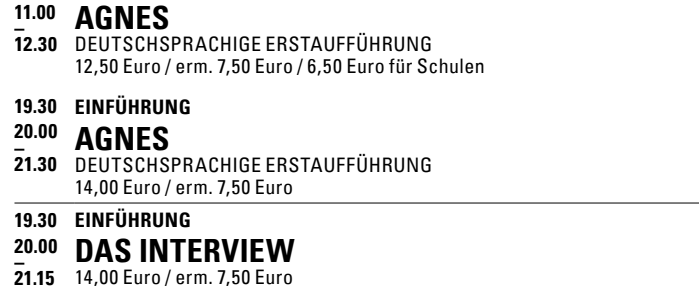 11.00 AGNES
–
12.30 DEUTSCHSPRACHIGE ERSTAUFFÜHRUNG
12,50 Euro / erm. 7,50 Euro / 6,50 Euro für Schulen
19.30 EINFÜHRUNG
20.00 AGNES
–
21.30 DEUTSCHSPRACHIGE ERSTAUFFÜHRUNG
14,00 Euro / erm. 7,50 Euro
19.30 EINFÜHRUNG
20.00 DAS INTERVIEW
–
21.15 14,00 Euro / erm. 7,50 Euro